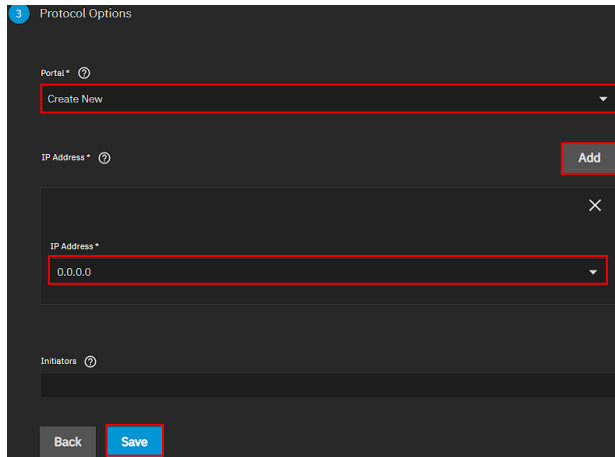 3 Protocol Options
Portal* ?
Create New
IP Address* ?
Add
IP Address*
0.0.0.0
Initiators ?
Back Save